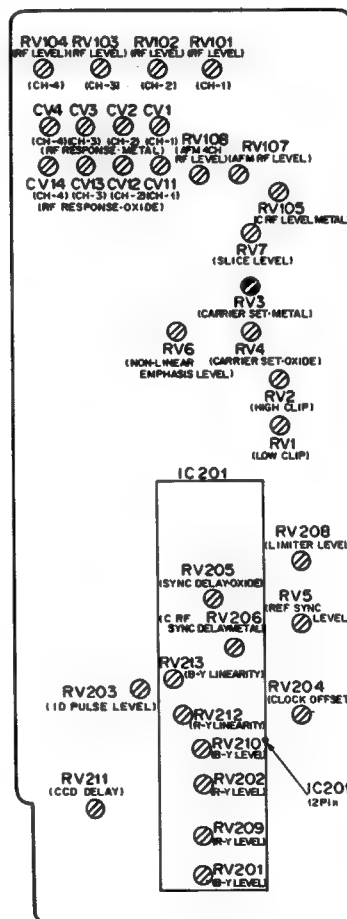 RV104 RV103 RV102 RV101
(RF LEVEL) (RF LEVEL) (RF LEVEL) (RF LEVEL)
(CH-4) (CH-3) (CH-2) (CH-1)
CV4 CV3 CV2 CV1
(CH-4) (CH-3) (CH-2) (CH-1)
(RF RESPONSE-METAL)
RV108
(AFM 4CH
RF LEVEL)
RV107
(AFM RF LEVEL)
CV14 CV13 CV12 CV11
(CH-4) (CH-3) (CH-2) (CH-1)
(RF RESPONSE-OXIDE)
RV105
(C RF LEVEL METAL)
RV7
(SLICE LEVEL)
RV3
(CARRIER SET-METAL)
RV6
(NON-LINEAR
EMPHASIS LEVEL)
RV4
(CARRIER SET-OXIDE)
RV2
(HIGH CLIP)
RV1
(LOW CLIP)
IC201
RV208
(LIMITER LEVEL)
RV205
(SYNC DELAY-OXIDE)
RV5
(REF SYNC
LEVEL)
RV206
(C RF
SYNC DELAY METAL)
RV213
(B-Y LINEARITY)
RV203
(ID PULSE LEVEL)
RV204
(CLOCK OFFSET)
RV212
(R-Y LINEARITY)
RV210
(B-Y LEVEL)
RV211
(CCD DELAY)
RV202
(R-Y LEVEL)
IC201
RV209
(R-Y LEVEL)
RV201
(B-Y LEVEL)